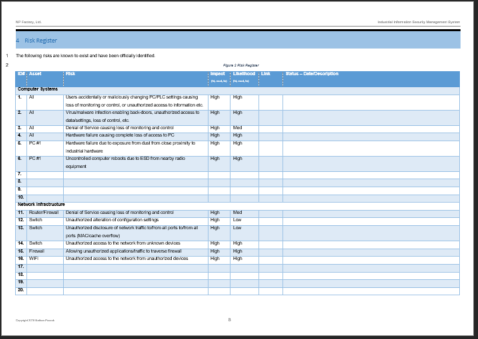 Industrial Information Security Management System
4 Risk Register
1 The following risks are known to exist and have been officially identified.
2 Figure 2-Risk Register
ID# Asset Risk Impact Likelihood Link Status – Date/Description
Computer Systems
1. All Users accidentally or maliciously changing PC/PLC settings causing High High
loss of monitoring or control, or unauthorized access to information etc.
2. All Virus/malware infection enabling back-doors, unauthorized access to High High
data/settings, loss of control, etc.
3. All Denial of Service causing loss of monitoring and control High Med
4. All Hardware failure causing complete loss of access to PC High High
5. PC #1 Hardware failure due to exposure from dust from close proximity to High High
industrial hardware
6. PC #1 Uncontrolled computer reboots due to ESD from nearby radio High High
equipment
7.
8.
9.
10.
Network Infrastructure
11. Router/Firewall Denial of Service causing loss of monitoring and control High Med
12. Switch Unauthorized alteration of configuration settings High Low
13. Switch Unauthorized disclosure of network traffic to/from all ports to/from all High Low
ports (MAC/cache overflow)
14. Switch Unauthorized access to the network from unknown devices High High
15. Firewall Allowing unauthorized applications/traffic to traverse firewall High High
16. WiFi Unauthorized access to the network from unauthorized devices High High
17.
18.
19.
20.